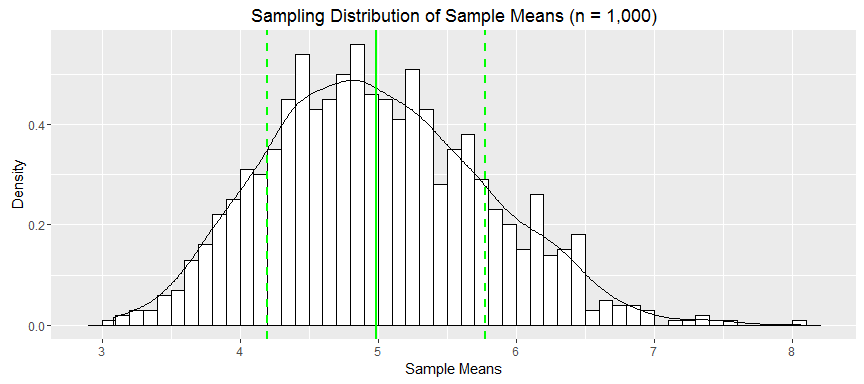 Sampling Distribution of Sample Means (n = 1,000)
Density
0.4
0.2
0.0
3 4 5 6 7 8
Sample Means